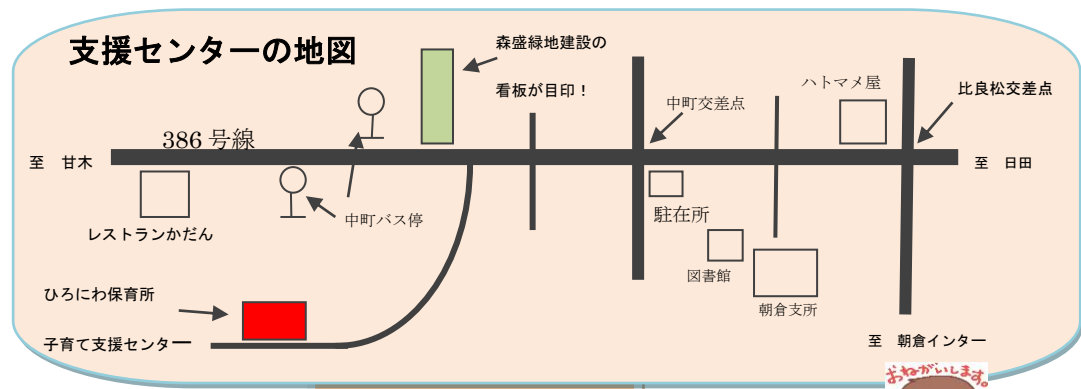 支援センターの地図
森盛緑地建設の
看板が目印！
ハトマメ屋
比良松交差点
中町交差点
386 号線
至 甘木
至 日田
レストランかだん
中町バス停
駐在所
図書館
朝倉支所
ひろにわ保育所
子育て支援センター
至 朝倉インター
おねがいします。